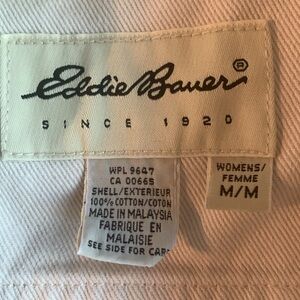 Eddie Bauer®
SINCE 1920
WPL 9647
CA 00665
SHELL/EXTERIEUR
100% COTTON/COTON
MADE IN MALAYSIA
FABRIQUE EN
MALAISIE
SEE SIDE FOR CAR
WOMENS/
FEMME
M/M